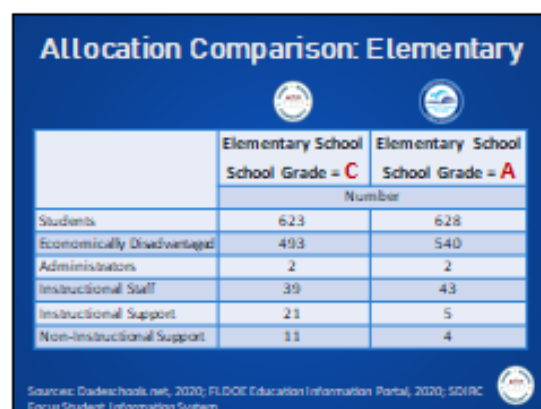 Allocation Comparison: Elementary
Elementary School Elementary School
School Grade = C School Grade = A
Number
Students 623 628
Economically Disadvantaged 493 540
Administrators 2 2
Instructional Staff 39 43
Instructional Support 21 5
Non-Instructional Support 11 4
Sources: Dadeschools.net, 2020; FLDOE Education Information Portal, 2020; SDIRC
Focus Student Information System